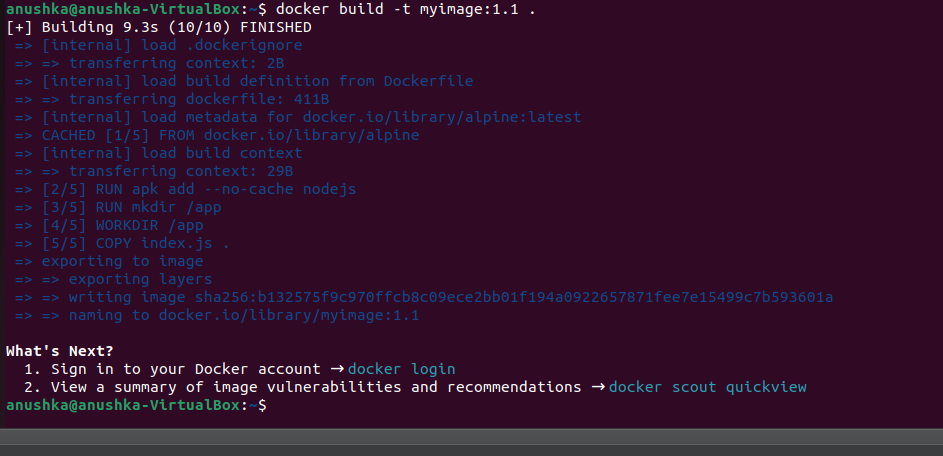 anushka@anushka-VirtualBox:~$ docker build -t myimage:1.1 .
[+] Building 9.3s (10/10) FINISHED
=> [internal] load .dockerignore
=> => transferring context: 2B
=> [internal] load build definition from Dockerfile
=> => transferring dockerfile: 411B
=> [internal] load metadata for docker.io/library/alpine:latest
=> CACHED [1/5] FROM docker.io/library/alpine
=> [internal] load build context
=> => transferring context: 29B
=> [2/5] RUN apk add --no-cache nodejs
=> [3/5] RUN mkdir /app
=> [4/5] WORKDIR /app
=> [5/5] COPY index.js .
=> exporting to image
=> => exporting layers
=> => writing image sha256:b132575f9c970ffcb8c09ece2bb01f194a0922657871fee7e15499c7b593601a
=> => naming to docker.io/library/myimage:1.1
What's Next?
1. Sign in to your Docker account → docker login
2. View a summary of image vulnerabilities and recommendations → docker scout quickview
anushka@anushka-VirtualBox:~$